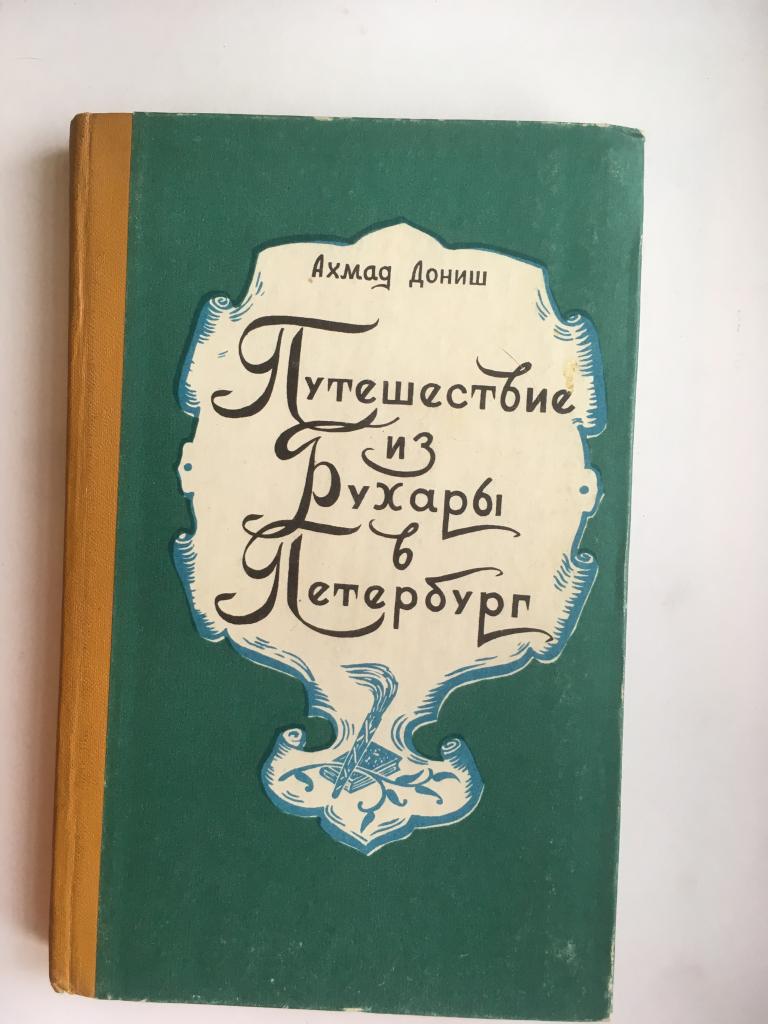 Ахмад Дониш
Путешествие
из
Бухары
в
Петербург